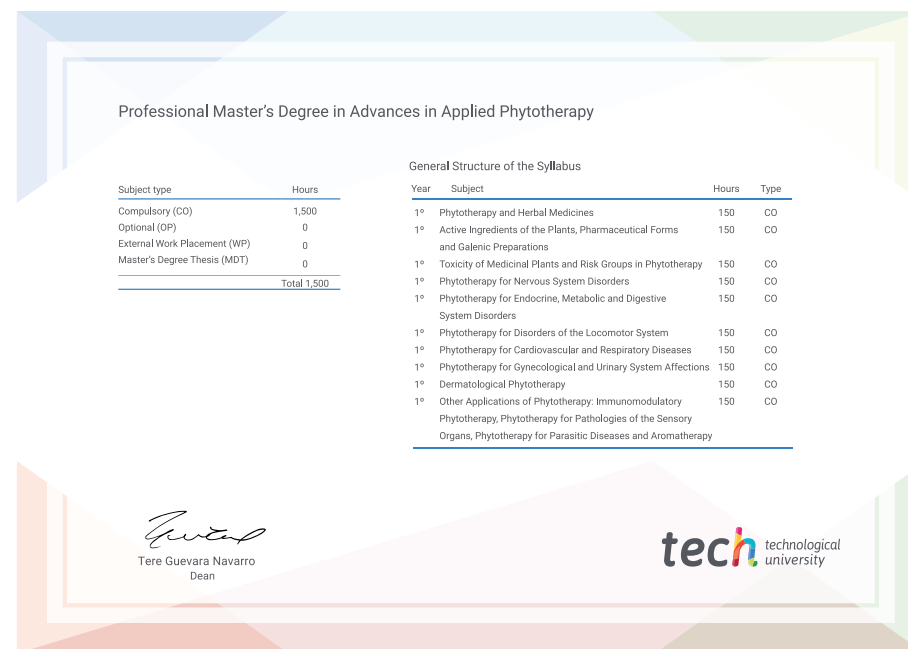 Professional Master's Degree in Advances in Applied Phytotherapy
Subject type Hours
Compulsory (CO) 1,500
Optional (OP) 0
External Work Placement (WP) 0
Master's Degree Thesis (MDT) 0
Total 1,500
General Structure of the Syllabus
Year Subject Hours Type
1º Phytotherapy and Herbal Medicines 150 CO
1º Active Ingredients of the Plants, Pharmaceutical Forms 150 CO
and Galenic Preparations
1º Toxicity of Medicinal Plants and Risk Groups in Phytotherapy 150 CO
1º Phytotherapy for Nervous System Disorders 150 CO
1º Phytotherapy for Endocrine, Metabolic and Digestive 150 CO
System Disorders
1º Phytotherapy for Disorders of the Locomotor System 150 CO
1º Phytotherapy for Cardiovascular and Respiratory Diseases 150 CO
1º Phytotherapy for Gynecological and Urinary System Affections 150 CO
1º Dermatological Phytotherapy 150 CO
1º Other Applications of Phytotherapy: Immunomodulatory 150 CO
Phytotherapy, Phytotherapy for Pathologies of the Sensory
Organs, Phytotherapy for Parasitic Diseases and Aromatherapy
Tere Guevara Navarro
Dean
tech technological
university